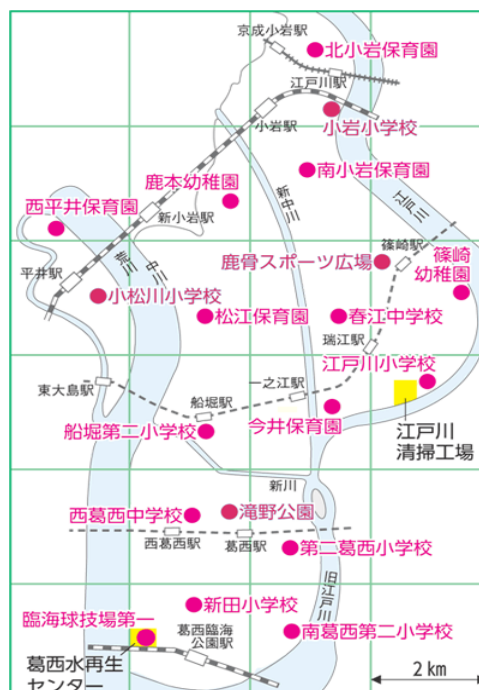 京成小岩駅
北小岩保育園
江戸川駅
小岩駅
小岩小学校
南小岩保育園
鹿本幼稚園
新中川
江戸川
西平井保育園
新小岩駅
荒川
中川
篠崎駅
平井駅
鹿骨スポーツ広場
篠崎
幼稚園
小松川小学校
松江保育園
春江中学校
瑞江駅
江戸川小学校
東大島駅
一之江駅
船堀駅
今井保育園
江戸川
清掃工場
船堀第二小学校
新川
西葛西中学校
滝野公園
西葛西駅
葛西駅
第二葛西小学校
旧江戸川
新田小学校
臨海球技場第一
葛西臨海
公園駅
南葛西第二小学校
葛西水再生
センター
2km